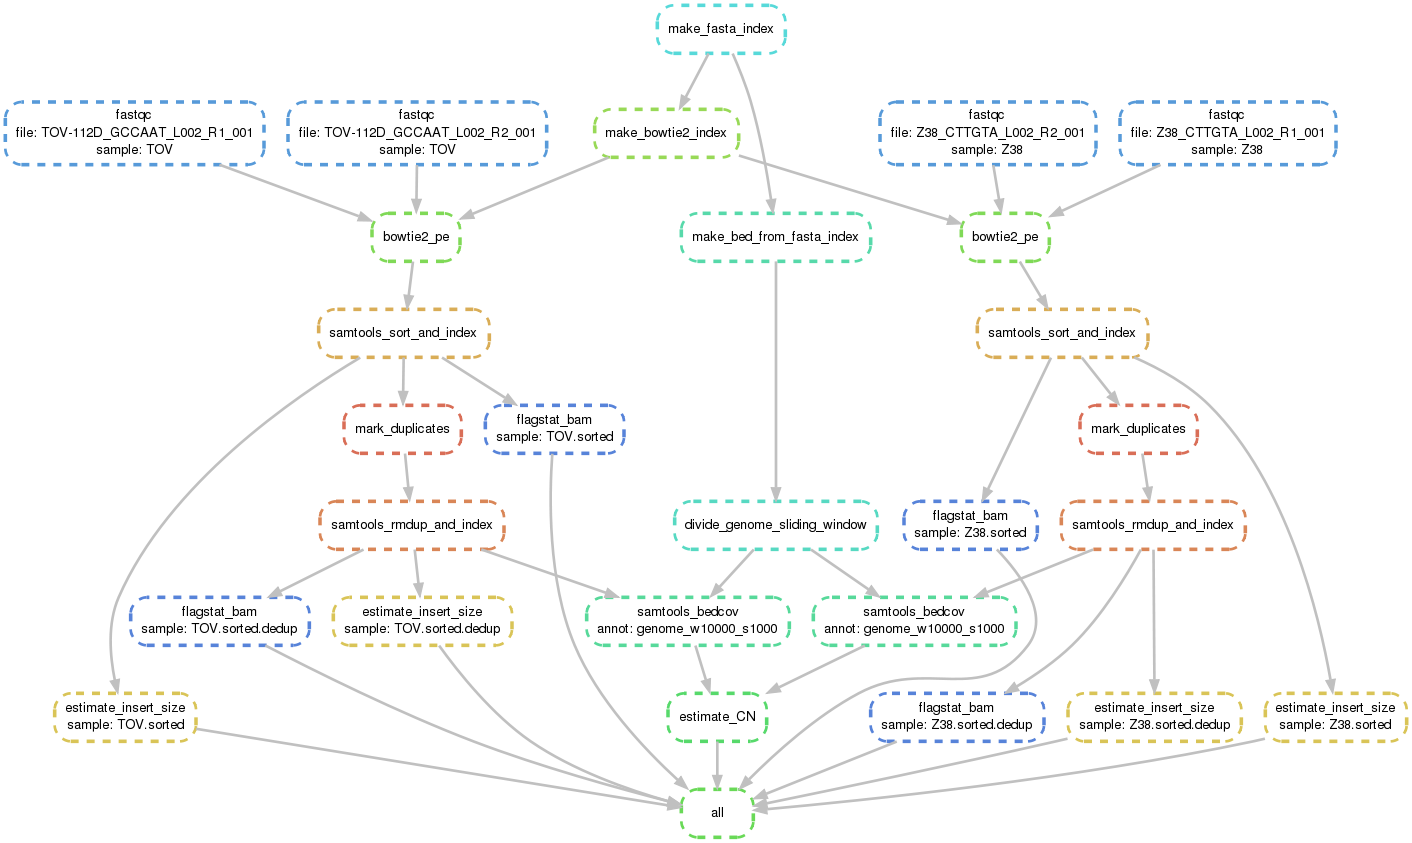 make_fasta_index
fastqc
file: TOV-112D_GCCAAT_L002_R1_001
sample: TOV
fastqc
file: TOV-112D_GCCAAT_L002_R2_001
sample: TOV
make_bowtie2_index
fastqc
file: Z38_CTTGTA_L002_R2_001
sample: Z38
fastqc
file: Z38_CTTGTA_L002_R1_001
sample: Z38
bowtie2_pe
make_bed_from_fasta_index
bowtie2_pe
samtools_sort_and_index
samtools_sort_and_index
mark_duplicates
flagstat_bam
sample: TOV.sorted
mark_duplicates
samtools_rmdup_and_index
divide_genome_sliding_window
flagstat_bam
sample: Z38.sorted
samtools_rmdup_and_index
flagstat_bam
sample: TOV.sorted.dedup
estimate_insert_size
sample: TOV.sorted.dedup
samtools_bedcov
annot: genome_w10000_s1000
samtools_bedcov
annot: genome_w10000_s1000
estimate_insert_size
sample: TOV.sorted
estimate_CN
flagstat_bam
sample: Z38.sorted.dedup
estimate_insert_size
sample: Z38.sorted.dedup
estimate_insert_size
sample: Z38.sorted
all